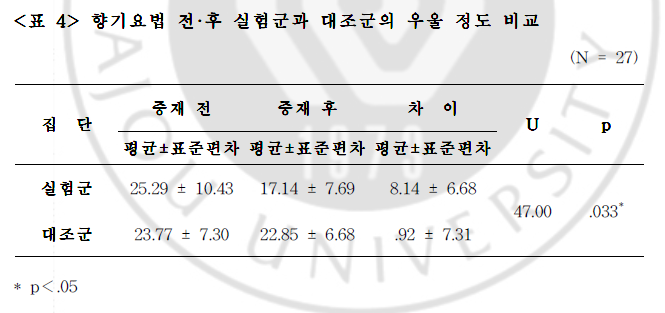 <표 4> 향기요법 전·후 실험군과 대조군의 우울 정도 비교
(N = 27)
집 단 중재 전 중재 후 차 이 U p
평균±표준편차 평균±표준편차 평균±표준편차
실험군 25.29 ± 10.43 17.14 ± 7.69 8.14 ± 6.68
47.00 .033*
대조군 23.77 ± 7.30 22.85 ± 6.68 .92 ± 7.31
* p<.05
AJOU UNIVERSITY
1973